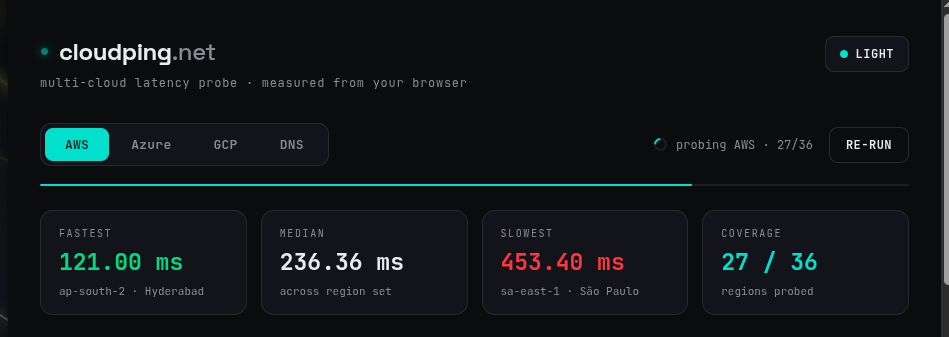 cloudping.net
LIGHT
multi-cloud latency probe · measured from your browser
AWS Azure GCP DNS
probing AWS · 27/36
RE-RUN
FASTEST
121.00 ms
ap-south-2 · Hyderabad
MEDIAN
236.36 ms
across region set
SLOWEST
453.40 ms
sa-east-1 · São Paulo
COVERAGE
27 / 36
regions probed